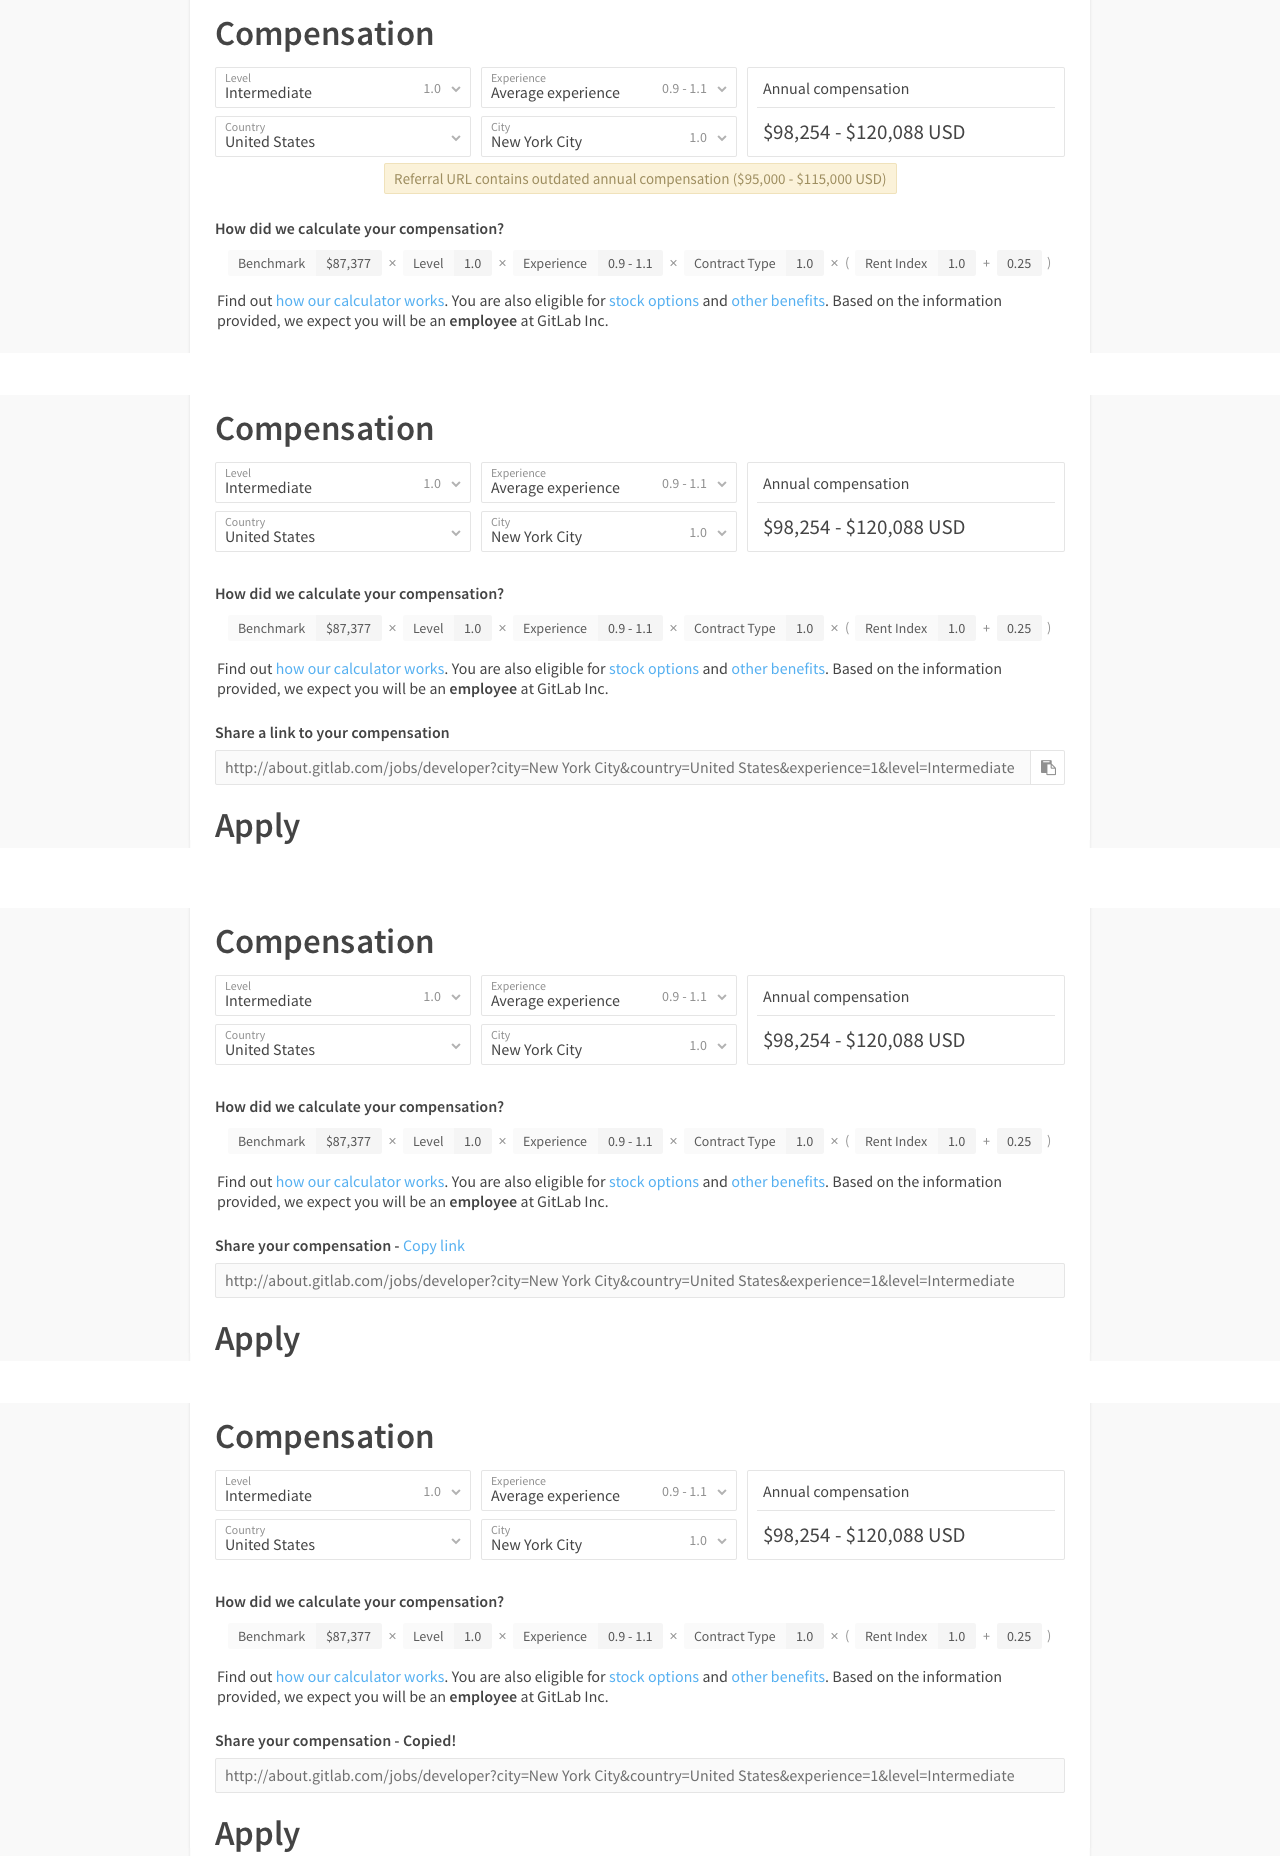 Compensation
Level
Intermediate 1.0
Experience
Average experience 0.9 - 1.1
Annual compensation
Country
United States
City
New York City 1.0
$98,254 - $120,088 USD
Referral URL contains outdated annual compensation ($95,000 - $115,000 USD)
How did we calculate your compensation?
Benchmark $87,377 × Level 1.0 × Experience 0.9 - 1.1 × Contract Type 1.0 × ( Rent Index 1.0 + 0.25 )
Find out how our calculator works. You are also eligible for stock options and other benefits. Based on the information
provided, we expect you will be an employee at GitLab Inc.
Compensation
Level
Intermediate 1.0
Experience
Average experience 0.9 - 1.1
Annual compensation
Country
United States
City
New York City 1.0
$98,254 - $120,088 USD
How did we calculate your compensation?
Benchmark $87,377 × Level 1.0 × Experience 0.9 - 1.1 × Contract Type 1.0 × ( Rent Index 1.0 + 0.25 )
Find out how our calculator works. You are also eligible for stock options and other benefits. Based on the information
provided, we expect you will be an employee at GitLab Inc.
Share a link to your compensation
http://about.gitlab.com/jobs/developer?city=New York City&country=United States&experience=1&level=Intermediate
Apply
Compensation
Level
Intermediate 1.0
Experience
Average experience 0.9 - 1.1
Annual compensation
Country
United States
City
New York City 1.0
$98,254 - $120,088 USD
How did we calculate your compensation?
Benchmark $87,377 × Level 1.0 × Experience 0.9 - 1.1 × Contract Type 1.0 × ( Rent Index 1.0 + 0.25 )
Find out how our calculator works. You are also eligible for stock options and other benefits. Based on the information
provided, we expect you will be an employee at GitLab Inc.
Share your compensation - Copy link
http://about.gitlab.com/jobs/developer?city=New York City&country=United States&experience=1&level=Intermediate
Apply
Compensation
Level
Intermediate 1.0
Experience
Average experience 0.9 - 1.1
Annual compensation
Country
United States
City
New York City 1.0
$98,254 - $120,088 USD
How did we calculate your compensation?
Benchmark $87,377 × Level 1.0 × Experience 0.9 - 1.1 × Contract Type 1.0 × ( Rent Index 1.0 + 0.25 )
Find out how our calculator works. You are also eligible for stock options and other benefits. Based on the information
provided, we expect you will be an employee at GitLab Inc.
Share your compensation - Copied!
http://about.gitlab.com/jobs/developer?city=New York City&country=United States&experience=1&level=Intermediate
Apply